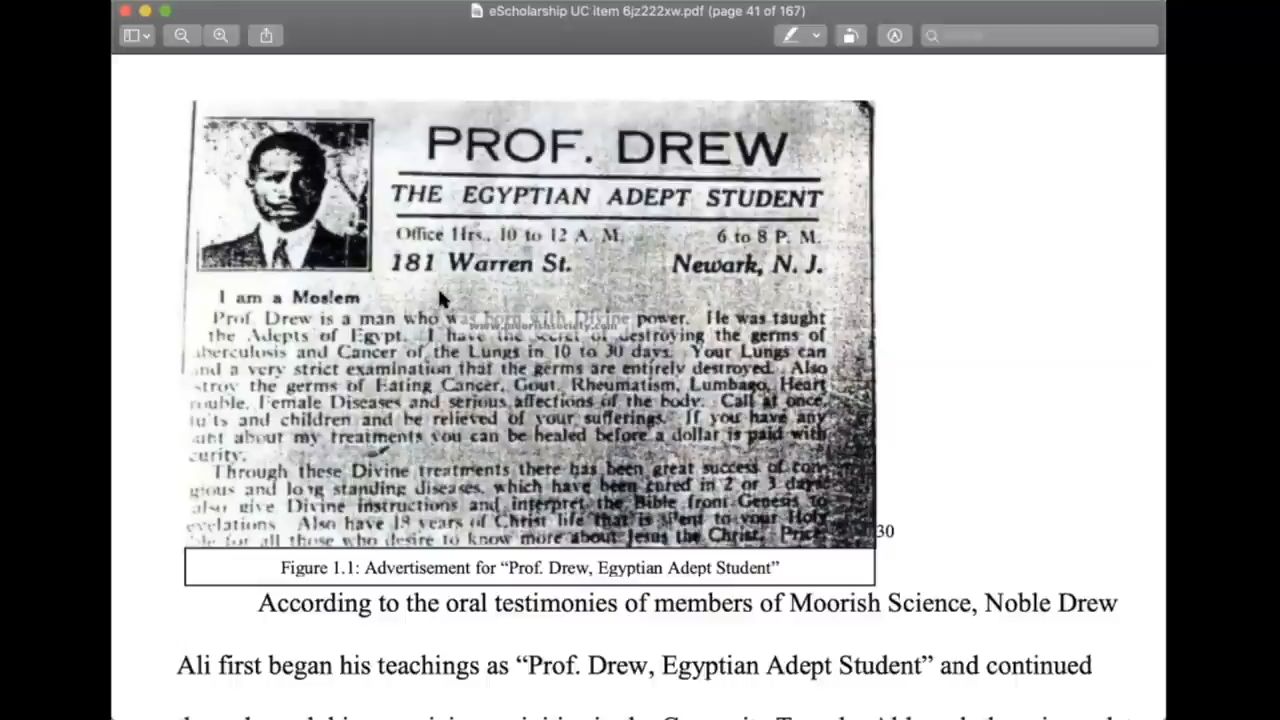 eScholarship UC item 6jz222xw.pdf (page 41 of 167)
PROF. DREW
THE EGYPTIAN ADEPT STUDENT
Office Hrs., 10 to 12 A. M. 6 to 8 P. M.
181 Warren St. Newark, N. J.
I am a Moslem
Prof. Drew is a man who was born with Divine power. He was taught
www.moorishsociety.com
the Adepts of Egypt. I have the secret of destroying the germs of
and Cancer of the Lungs in 10 to 30 days. Your Lungs can
a very strict examination that the germs are entirely destroyed. Also
the germs of Eating Cancer, Gout, Rheumatism, Lumbago, Heart
Female Diseases and serious affections of the body. Call at once,
and children and be relieved of your sufferings. If you have any
about my treatments you can be healed before a dollar is paid with
Through these Divine treatments there has been great success of
and long standing diseases, which have been cured in 2 or 3 days
also give Divine instructions and interpret the Bible from Genesis to
Also have 18 years of Christ life that is silent to your Holy
for all those who desire to know more about Jesus the Christ. Price
30
Figure 1.1: Advertisement for “Prof. Drew, Egyptian Adept Student”
According to the oral testimonies of members of Moorish Science, Noble Drew
Ali first began his teachings as “Prof. Drew, Egyptian Adept Student” and continued